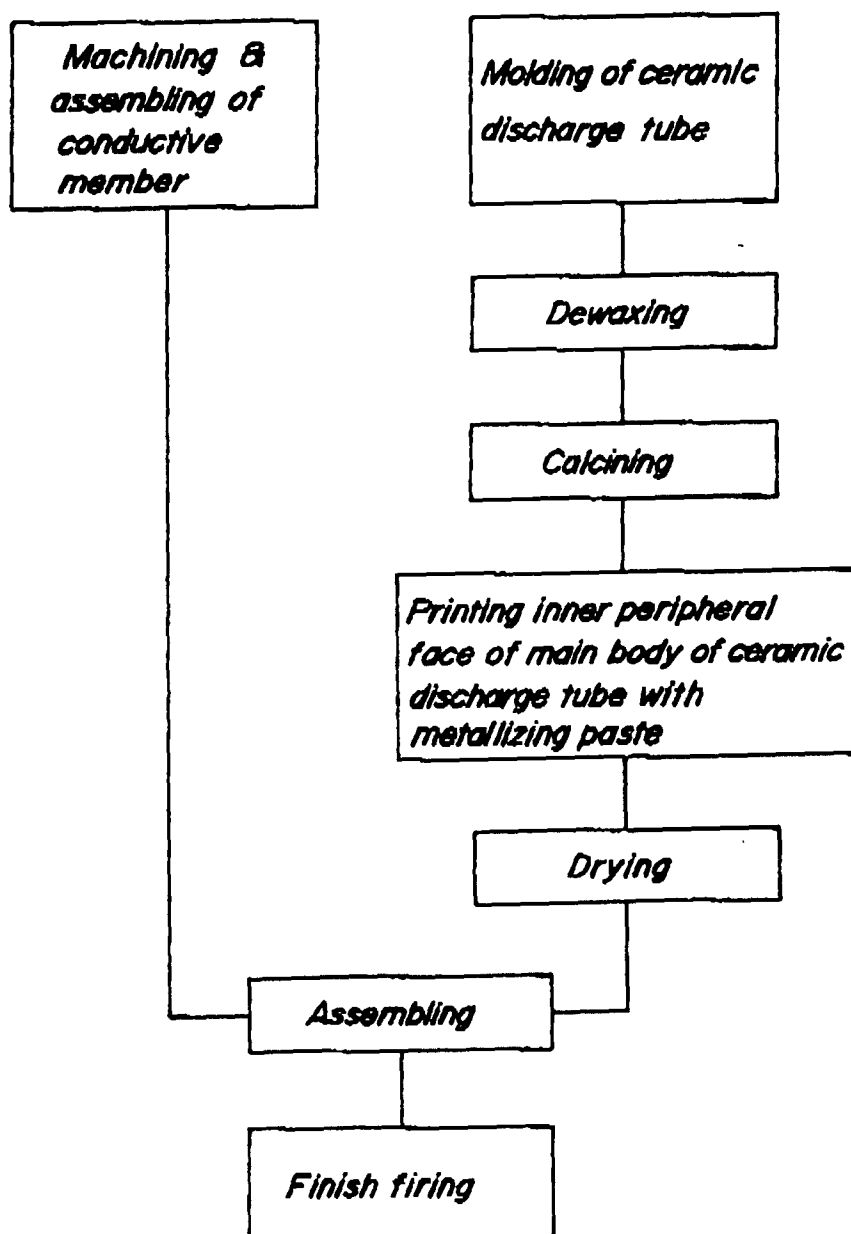 Machining &
assembling of
conductive
member
Molding of ceramic
discharge tube
Dewaxing
Calcining
Printing inner peripheral
face of main body of ceramic
discharge tube with
metallizing paste
Drying
Assembling
Finish firing